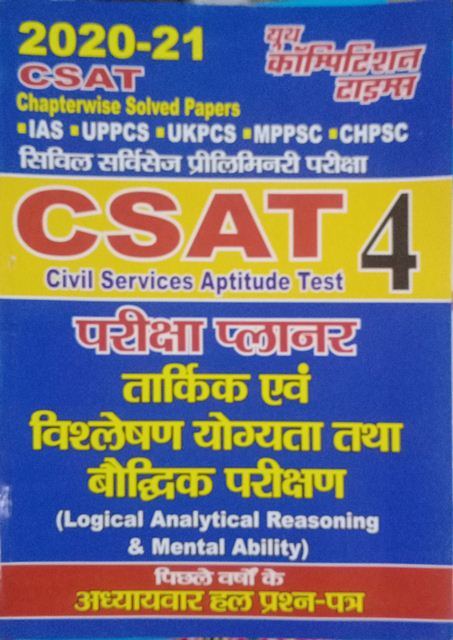 2020-21
CSAT
Chapterwise Solved Papers
यूथ
कॉम्पिटिशन
टाइम्स
▪IAS ▪UPPCS ▪UKPCS ▪MPPSC ▪CHPSC
सिविल सर्विसेज प्रीलिमिनरी परीक्षा
CSAT 4
Civil Services Aptitude Test
परीक्षा प्लानर
तार्किक एवं
विश्लेषण योग्यता तथा
बौद्धिक परीक्षण
(Logical Analytical Reasoning
& Mental Ability)
पिछले वर्षों के
अध्यायवार हल प्रश्न-पत्र